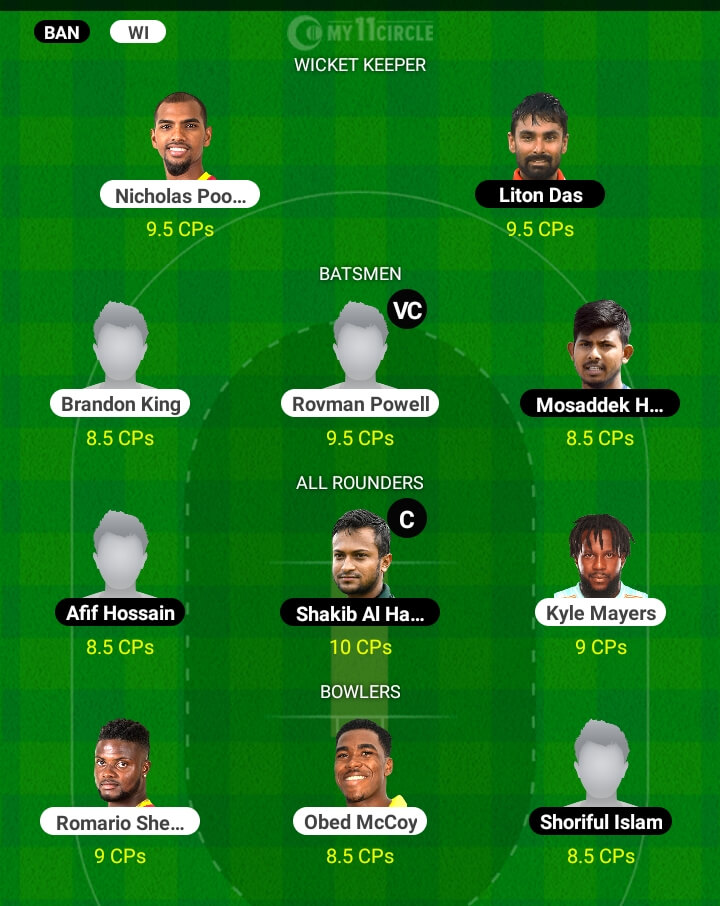 BAN WI
MY11CIRCLE
WICKET KEEPER
Nicholas Poo... Liton Das
9.5 CPs 9.5 CPs
BATSMEN
VC
Brandon King Rovman Powell Mosaddek H...
8.5 CPs 9.5 CPs 8.5 CPs
ALL ROUNDERS
C
Afif Hossain Shakib Al Ha... Kyle Mayers
8.5 CPs 10 CPs 9 CPs
BOWLERS
Romario She... Obed McCoy Shoriful Islam
9 CPs 8.5 CPs 8.5 CPs